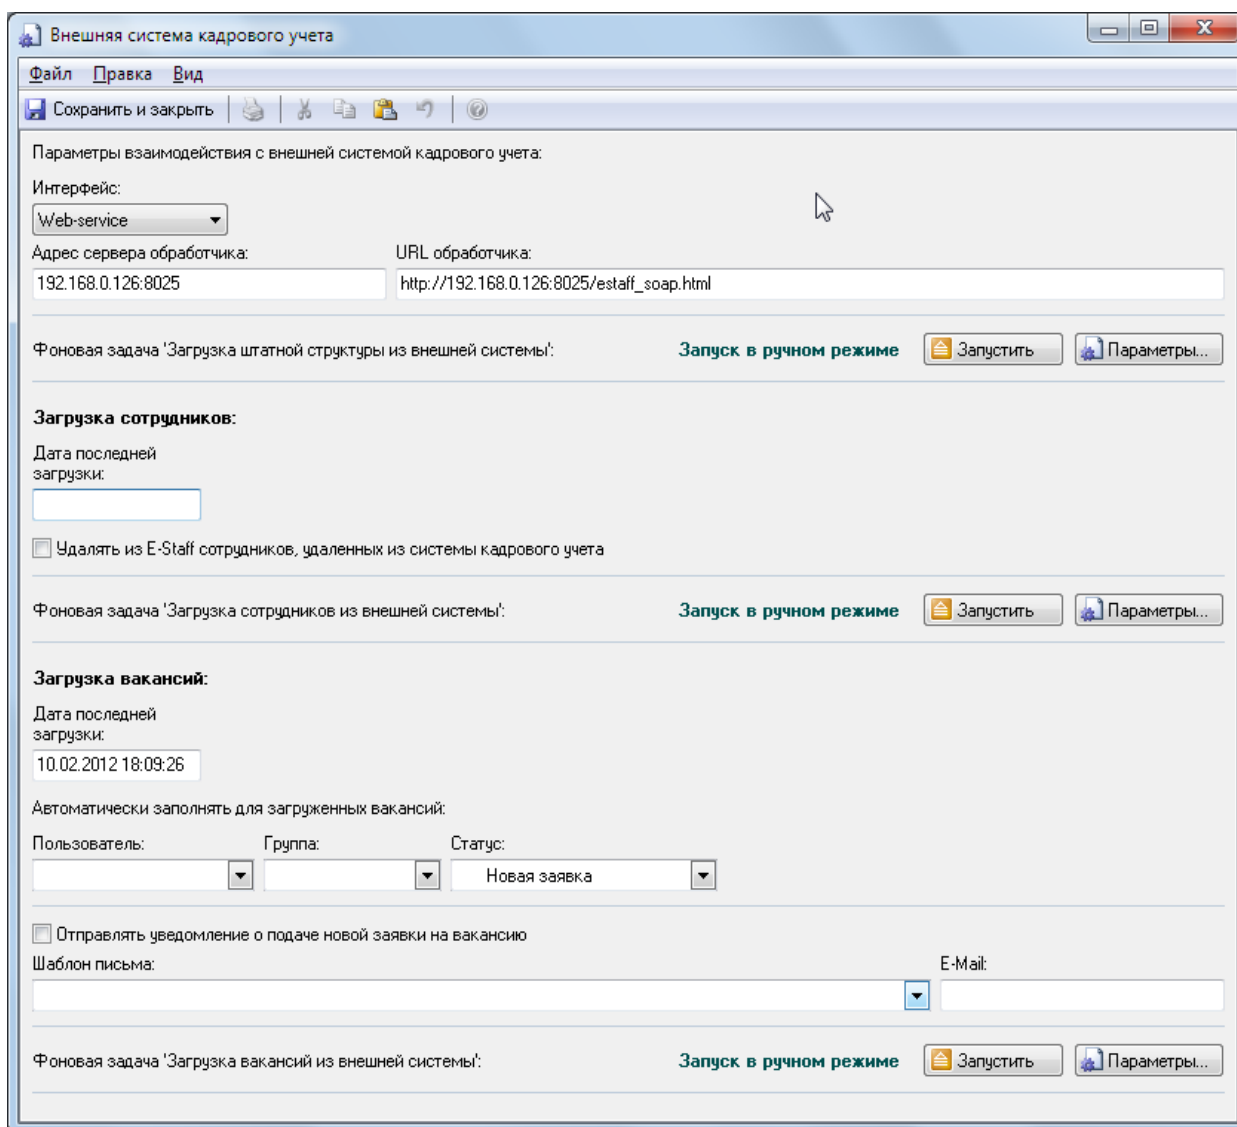 Внешняя система кадрового учета
Файл Правка Вид
Сохранить и закрыть
Параметры взаимодействия с внешней системой кадрового учета:
Интерфейс:
Web-service
Адрес сервера обработчика: URL обработчика:
192.168.0.126:8025 http://192.168.0.126:8025/estaff_soap.html
Фоновая задача 'Загрузка штатной структуры из внешней системы': Запуск в ручном режиме Запустить Параметры...
Загрузка сотрудников:
Дата последней
загрузки:
Удалять из E-Staff сотрудников, удаленных из системы кадрового учета
Фоновая задача 'Загрузка сотрудников из внешней системы': Запуск в ручном режиме Запустить Параметры...
Загрузка вакансий:
Дата последней
загрузки:
10.02.2012 18:09:26
Автоматически заполнять для загруженных вакансий:
Пользователь: Группа: Статус:
Новая заявка
Отправлять уведомление о подаче новой заявки на вакансию
Шаблон письма: E-Mail:
Фоновая задача 'Загрузка вакансий из внешней системы': Запуск в ручном режиме Запустить Параметры...